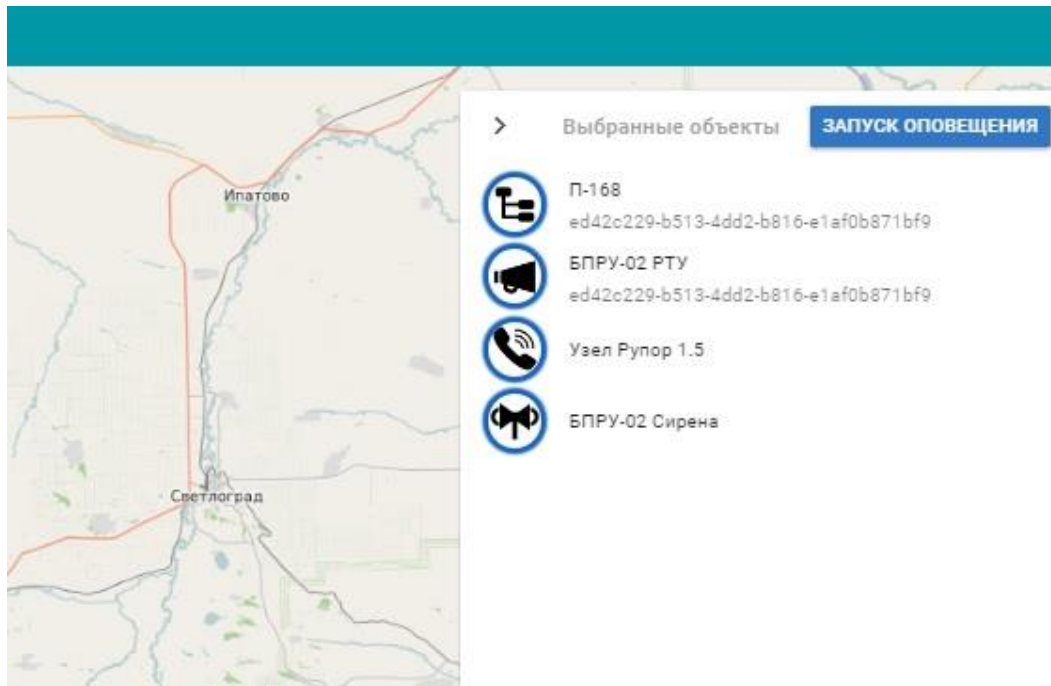 Выбранные объекты
ЗАПУСК ОПОВЕЩЕНИЯ
П-168
ed42c229-b513-4dd2-b816-e1af0b871bf9
БПРУ-02 РТУ
ed42c229-b513-4dd2-b816-e1af0b871bf9
Узел Рупор 1.5
БПРУ-02 Сирена
Ипатово
Светлоград